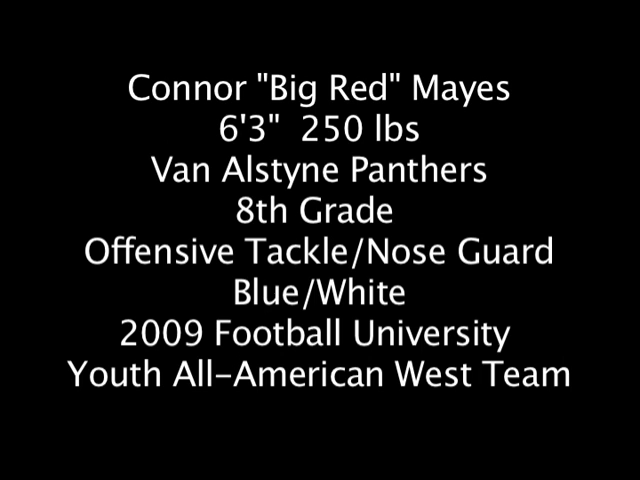 Connor "Big Red" Mayes
6'3"  250 lbs
Van Alstyne Panthers
8th Grade
Offensive Tackle/Nose Guard
Blue/White
2009 Football University
Youth All-American West Team